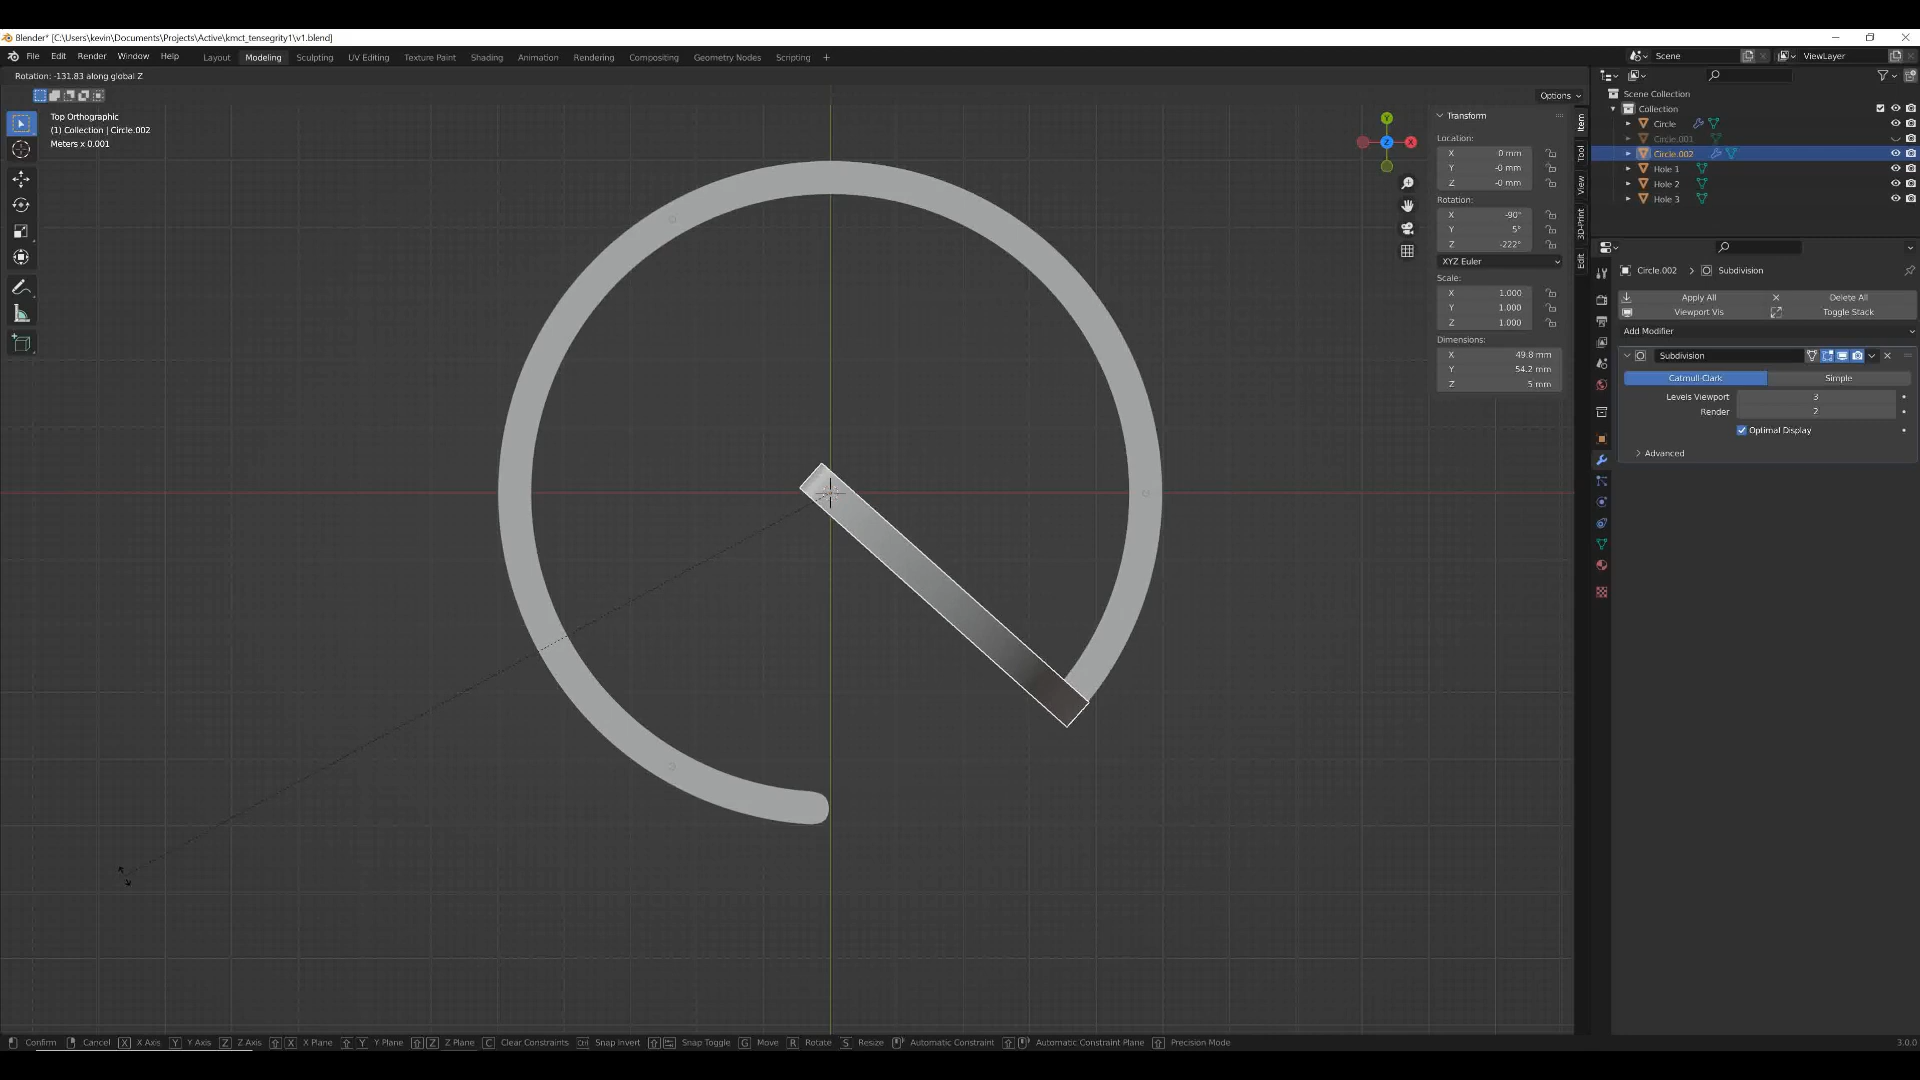 Blender* [C:\Users\kevin\Documents\Projects\Active\kmct_tensegrity1\v1.blend]
File Edit Render Window Help Layout Modeling Sculpting UV Editing Texture Paint Shading Animation Rendering Compositing Geometry Nodes Scripting + Scene ViewLayer
Rotation: -131.83 along global Z
Options
Top Orthographic
(1) Collection | Circle.002
Meters x 0.001
Y
Z
X
Transform
Location:
X 0 mm
Y -0 mm
Z -0 mm
Rotation:
X -90°
Y 5°
Z -222°
XYZ Euler
Scale:
X 1.000
Y 1.000
Z 1.000
Dimensions:
X 49.8 mm
Y 54.2 mm
Z 5 mm
Item
Tool
View
3D-Print
Edit
Scene Collection
Collection
Circle
Circle.001
Circle.002
Hole 1
Hole 2
Hole 3
Circle.002 > Subdivision
Apply All Delete All
Viewport Vis Toggle Stack
Add Modifier
Subdivision
Catmull-Clark Simple
Levels Viewport 3
Render 2
Optimal Display
Advanced
Confirm Cancel X X Axis Y Y Axis Z Z Axis X X Plane Y Y Plane Z Z Plane C Clear Constraints Ctrl Snap Invert Snap Toggle G Move R Rotate S Resize Automatic Constraint Automatic Constraint Plane Precision Mode 3.0.0